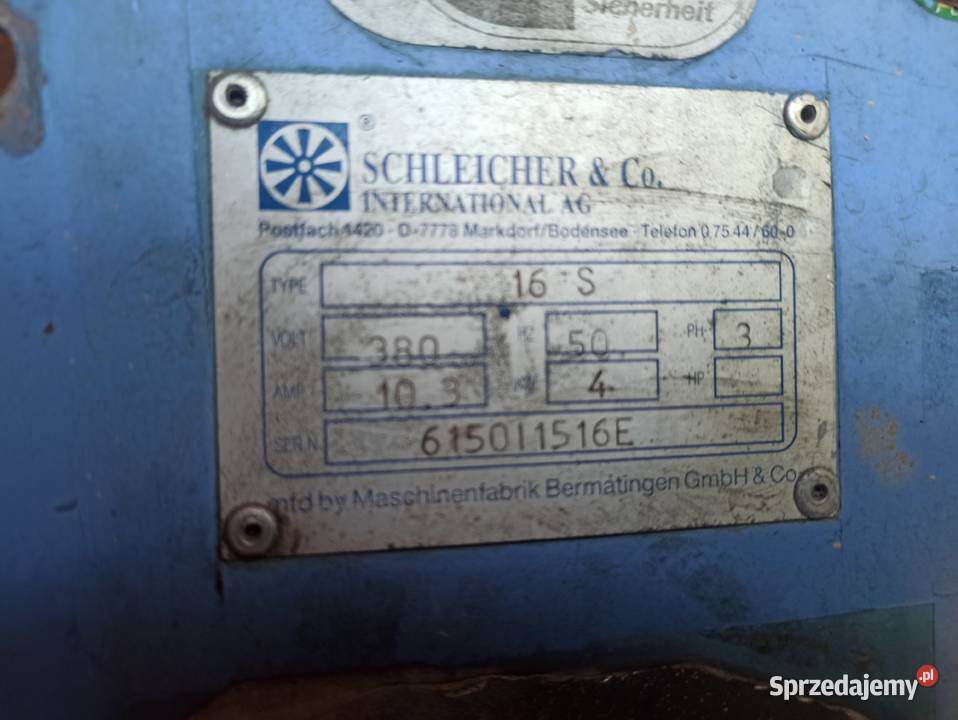 Sicherheit
®
SCHLEICHER & Co.
INTERNATIONAL AG
Postfach 1420 - D-7778 Markdorf/Bodensee - Telefon 0 75 44/60-0
TYPE 16 S
VOLT 380 HZ 50 PH 3
AMP 10.3 KW 4 HP
SER.N. 615011516E
mfd by Maschinenfabrik Bermatingen GmbH & Co
Sprzedajemy.pl